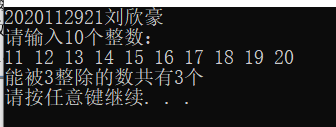 2020112921刘欣豪
请输入10个整数：
11 12 13 14 15 16 17 18 19 20
能被3整除的数共有3个
请按任意键继续. . .